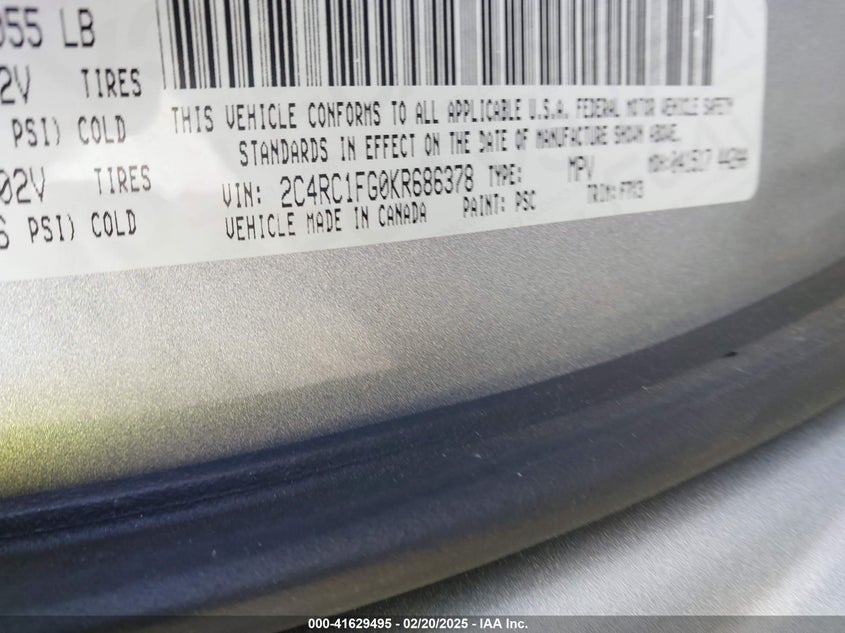 055 LB
2V TIRES
PSI) COLD
02V
PSI) COLD
THIS VEHICLE CONFORMS TO ALL APPLICABLE U.S.A. FEDERAL MOTOR VEHICLE SAFETY
STANDARDS IN EFFECT ON THE DATE OF MANUFACTURE SHOWN ABOVE.
VIN: 2C4RC1FG0KR686378 TYPE: MPV
VEHICLE MADE IN CANADA PAINT: PSC TRIM:
000-41629495 - 02/20/2025 - IAA Inc.